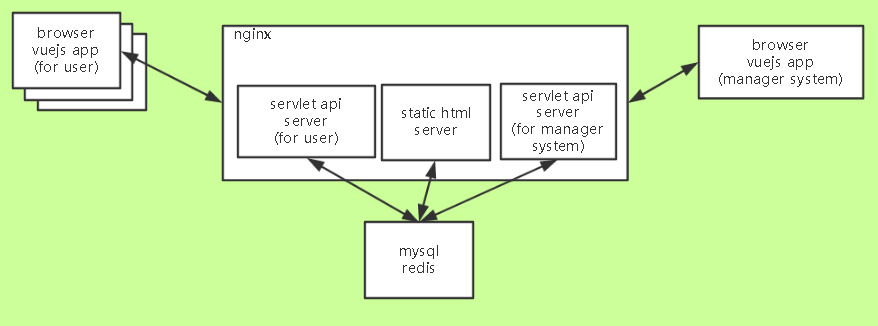 browser
vuejs app
(for user)
nginx
servlet api
server
(for user)
static html
server
servlet api
server
(for manager
system)
browser
vuejs app
(manager system)
mysql
redis